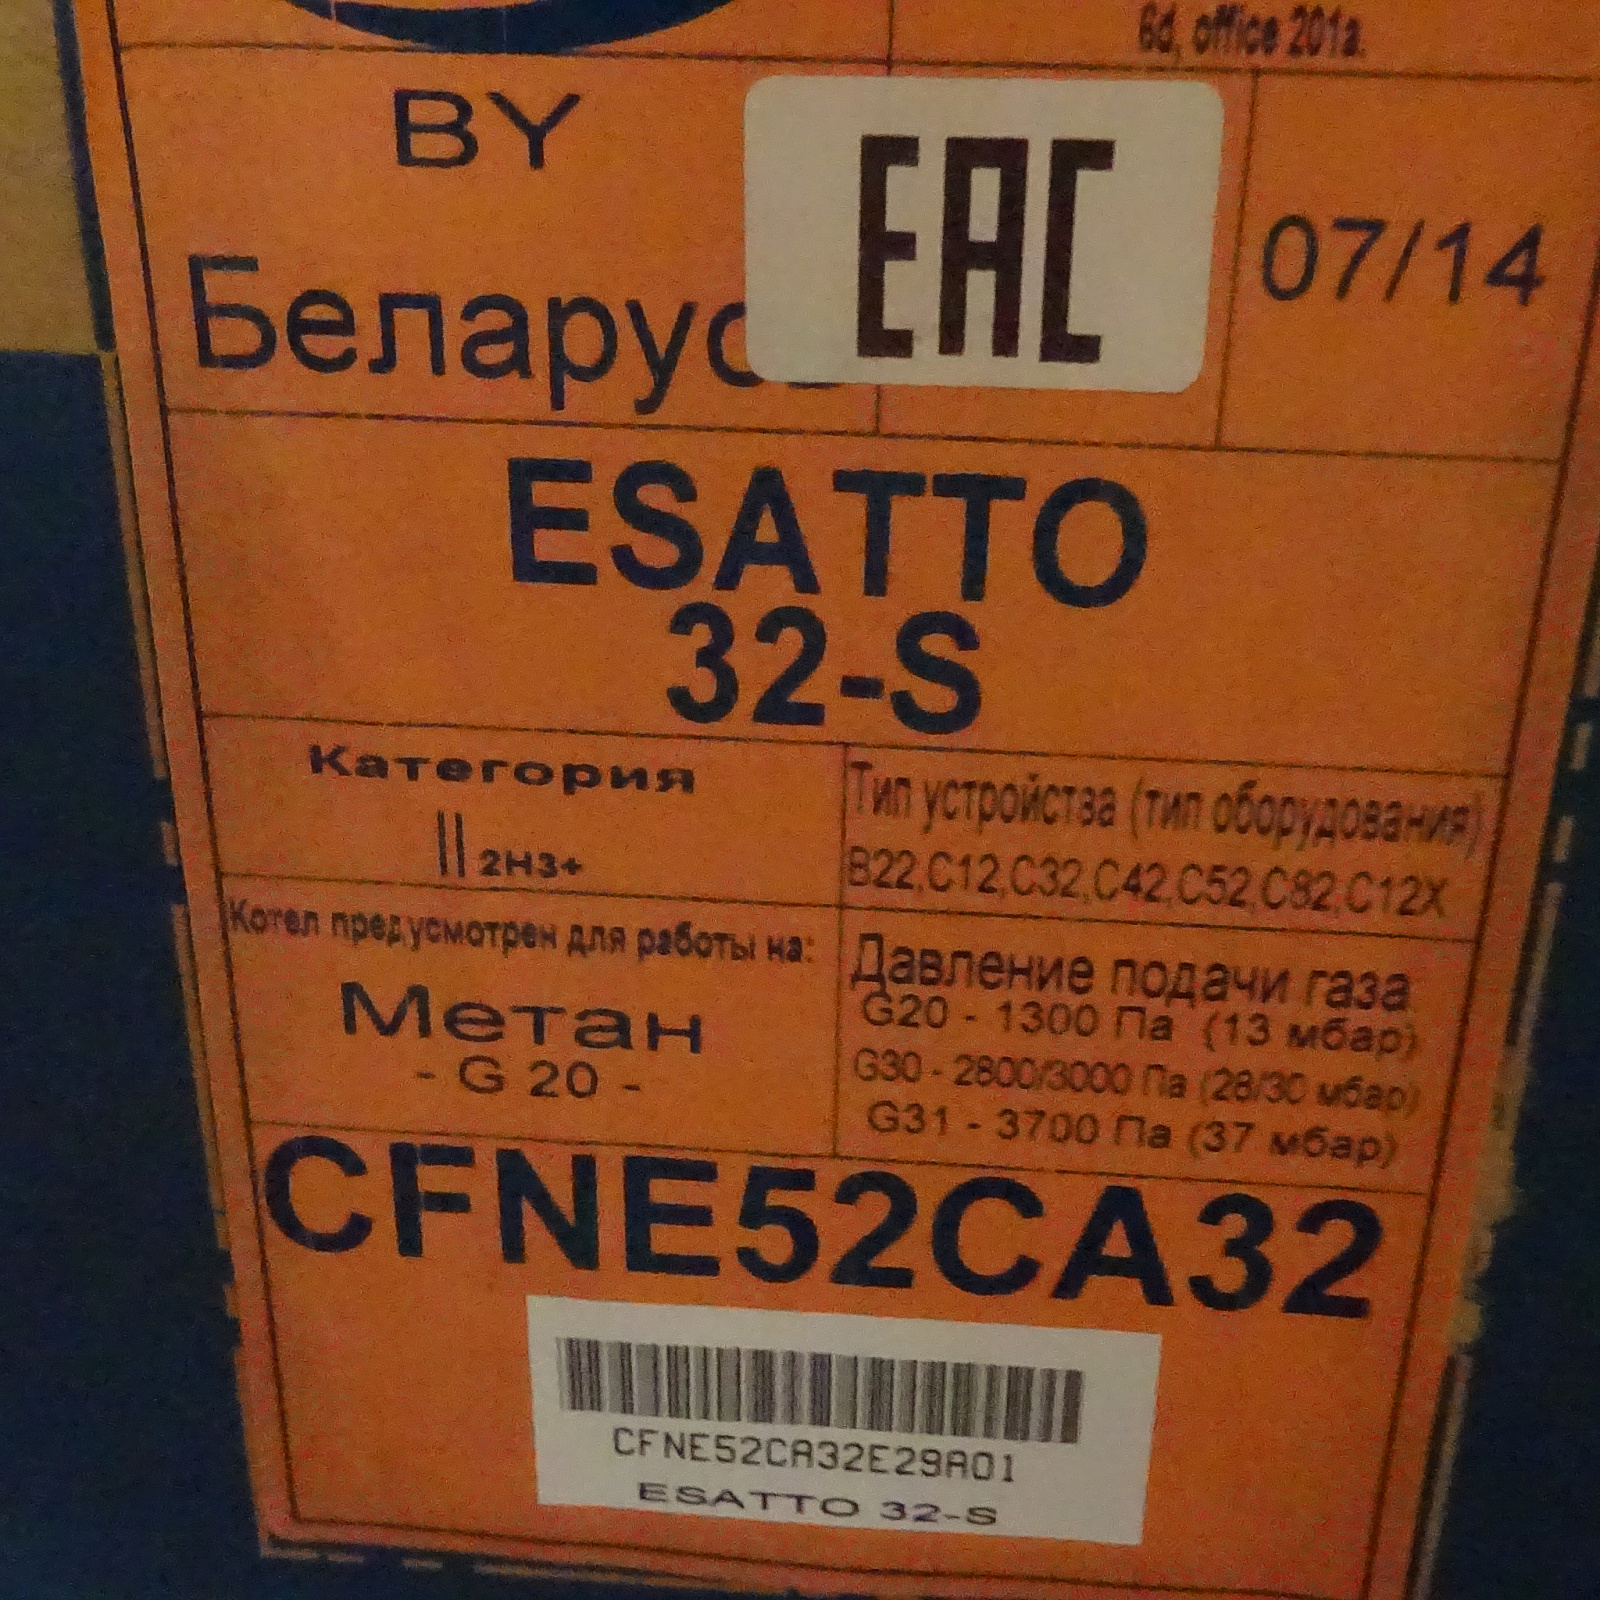 6d, office 201a.
BY
EAC
07/14
Беларусь
ESATTO
32-S
Категория
II 2H3+
Тип устройства (тип оборудования)
B22,C12,C32,C42,C52,C82,C12X
Котел предусмотрен для работы на:
Метан
- G 20 -
Давление подачи газа
G20 - 1300 Па (13 мбар)
G30 - 2800/3000 Па (28/30 мбар)
G31 - 3700 Па (37 мбар)
CFNE52CA32
CFNE52CA32E29A01
ESATTO 32-S